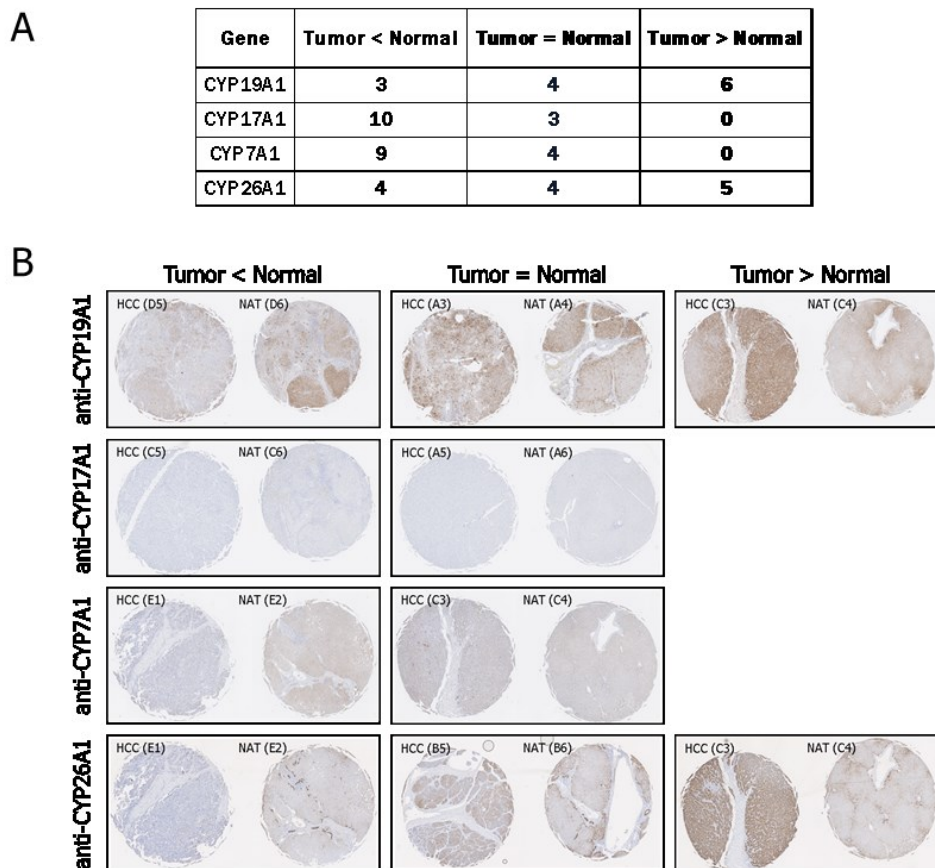 A
Gene Tumor < Normal Tumor = Normal Tumor > Normal
CYP19A1 3 4 6
CYP17A1 10 3 0
CYP7A1 9 4 0
CYP26A1 4 4 5
B
Tumor < Normal Tumor = Normal Tumor > Normal
anti-CYP19A1
HCC (D5) NAT (D6) HCC (A3) NAT (A4) HCC (C3) NAT (C4)
anti-CYP17A1
HCC (C5) NAT (C6) HCC (A5) NAT (A6)
anti-CYP7A1
HCC (E1) NAT (E2) HCC (C3) NAT (C4)
anti-CYP26A1
HCC (E1) NAT (E2) HCC (B5) NAT (B6) HCC (C3) NAT (C4)